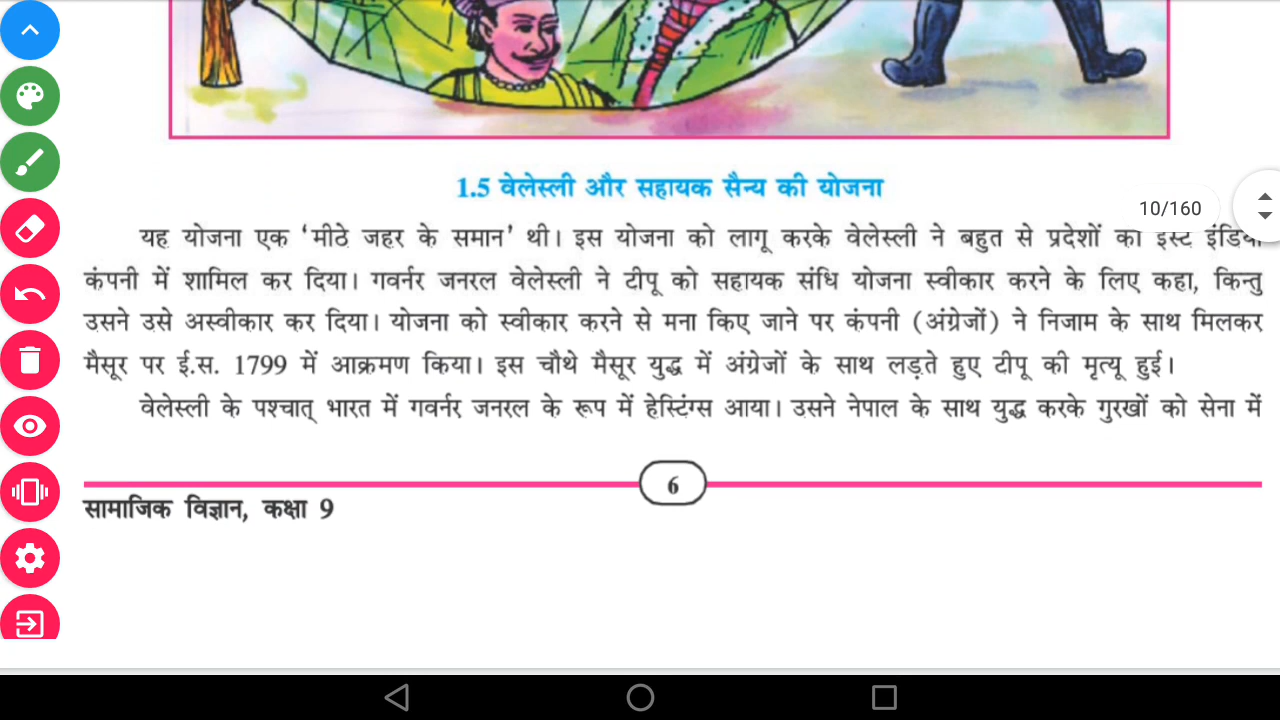 1.5 वेलेस्ली और सहायक सैन्य की योजना
10/160
यह योजना एक ‘मीठे जहर के समान’ थी। इस योजना को लागू करके वेलेस्ली ने बहुत से प्रदेशों को ईस्ट इंडिया
कंपनी में शामिल कर दिया। गवर्नर जनरल वेलेस्ली ने टीपू को सहायक संधि योजना स्वीकार करने के लिए कहा, किन्तु
उसने उसे अस्वीकार कर दिया। योजना को स्वीकार करने से मना किए जाने पर कंपनी (अंग्रेजों) ने निजाम के साथ मिलकर
मैसूर पर ई.स. 1799 में आक्रमण किया। इस चौथे मैसूर युद्ध में अंग्रेजों के साथ लड़ते हुए टीपू की मृत्यू हुई।
वेलेस्ली के पश्चात् भारत में गवर्नर जनरल के रूप में हेस्टिंग्स आया। उसने नेपाल के साथ युद्ध करके गुरखों को सेना में
6
सामाजिक विज्ञान, कक्षा 9